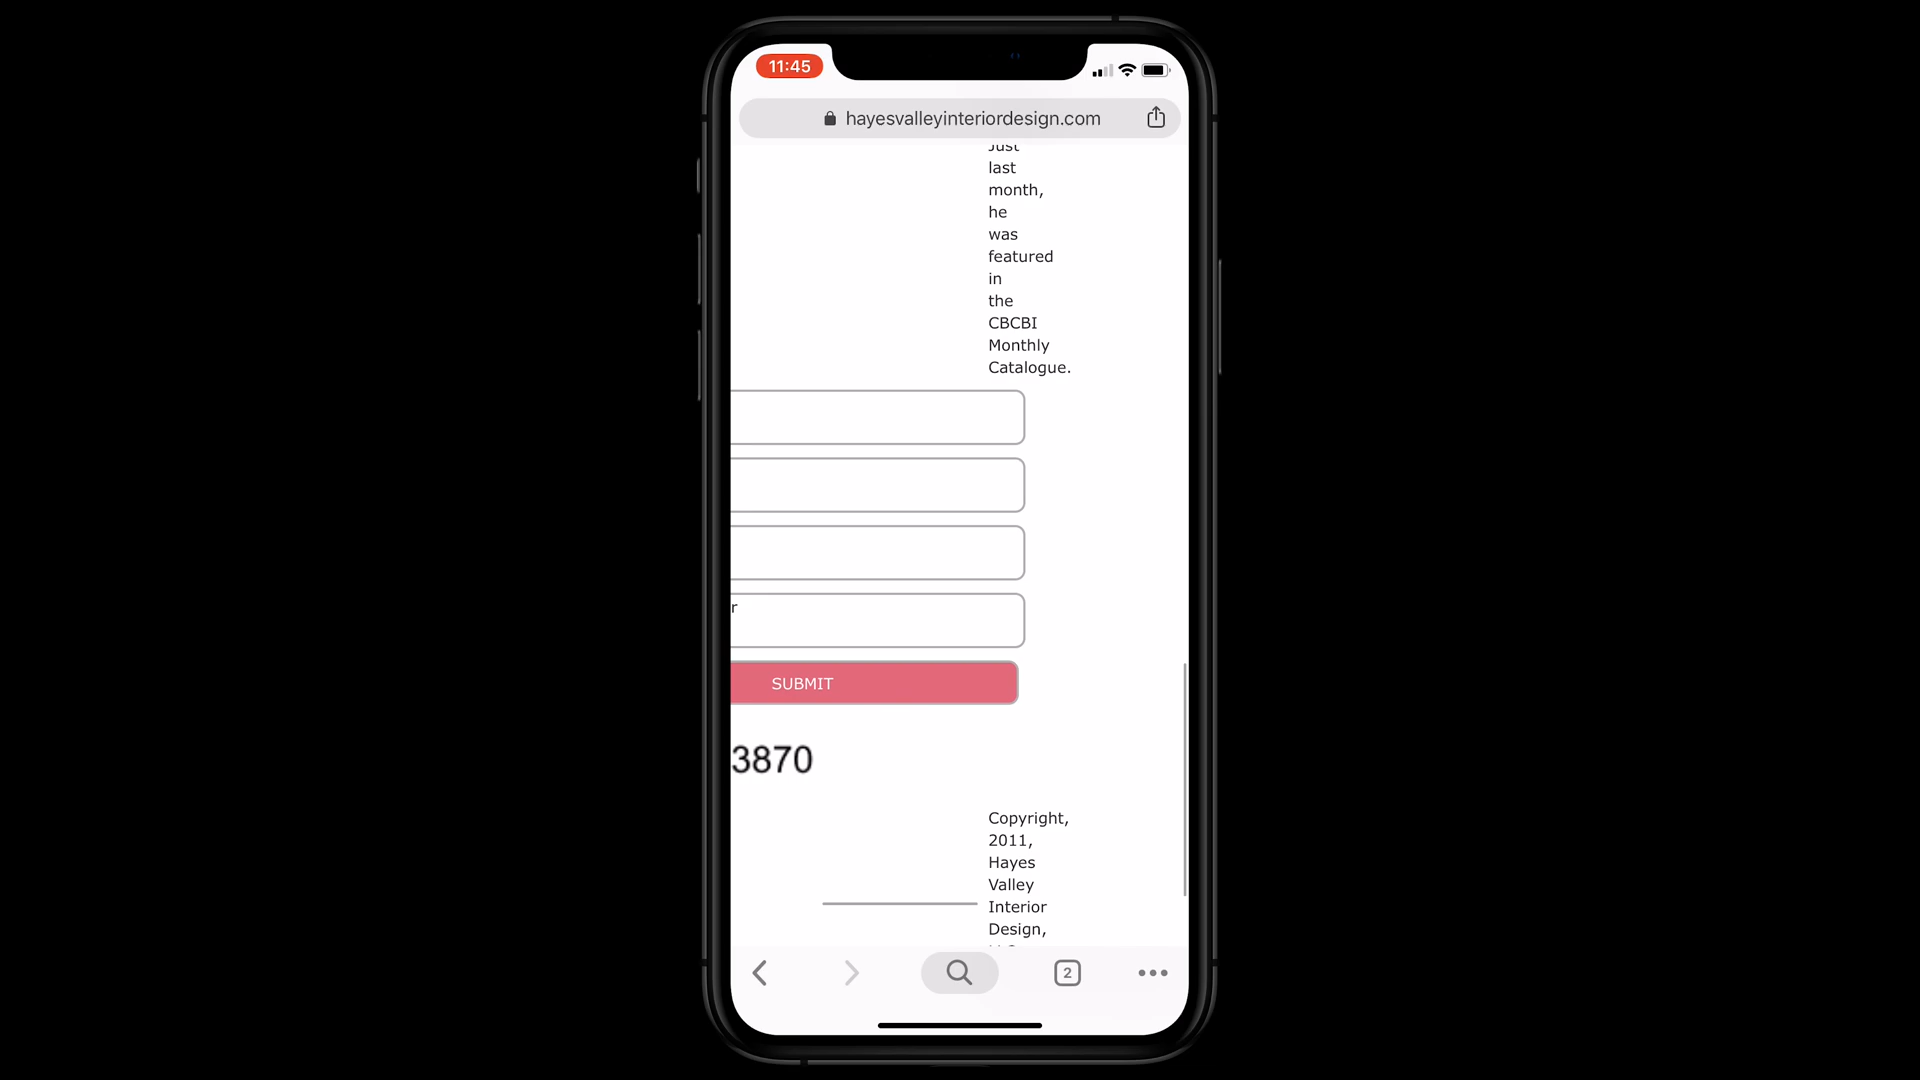 11:45
hayesvalleyinteriordesign.com
Just
last
month,
he
was
featured
in
the
CBCBI
Monthly
Catalogue.
r
SUBMIT
3870
Copyright,
2011,
Hayes
Valley
Interior
Design,
2